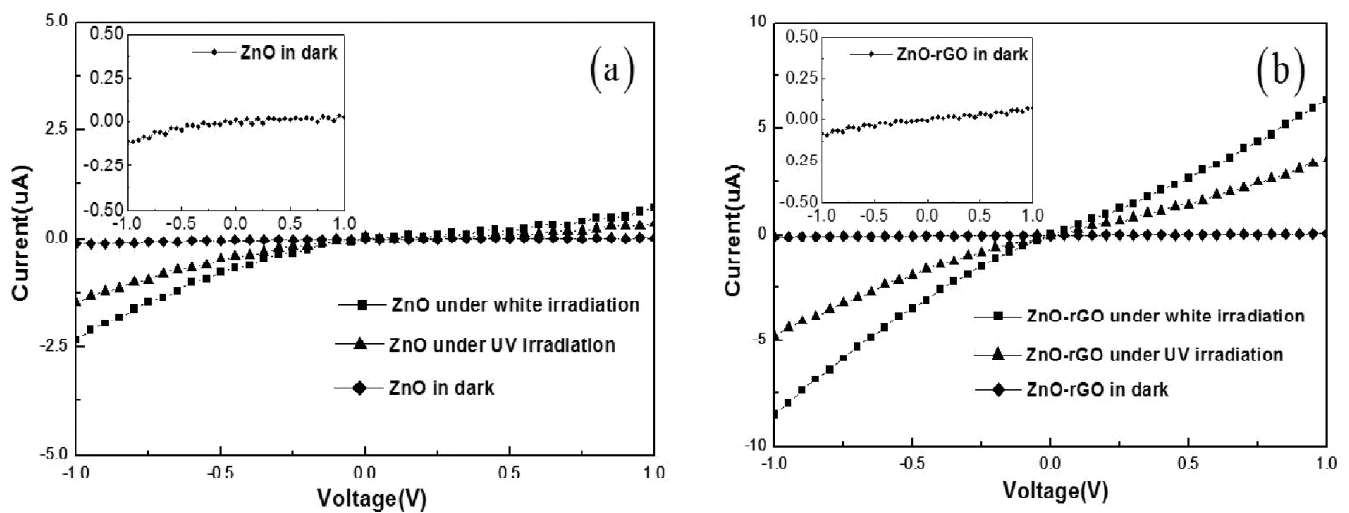 5.0
2.5
0.0
-2.5
-5.0
Current(uA)
0.50
0.25
0.00
-0.25
-0.50
-1.0 -0.5 0.0 0.5 1.0
ZnO in dark
(a)
ZnO under white irradiation
ZnO under UV Irradiation
ZnO in dark
-1.0 -0.5 0.0 0.5 1.0
Voltage(V)
10
5
0
-5
-10
Current(uA)
0.50
0.25
0.00
0.25
0.50
-1.0 -0.5 0.0 0.5 1.0
ZnO-rGO in dark
(b)
ZnO-rGO under white irradiation
ZnO-rGO under UV irradiation
ZnO-rGO in dark
-1.0 -0.5 0.0 0.5 1.0
Voltage(V)